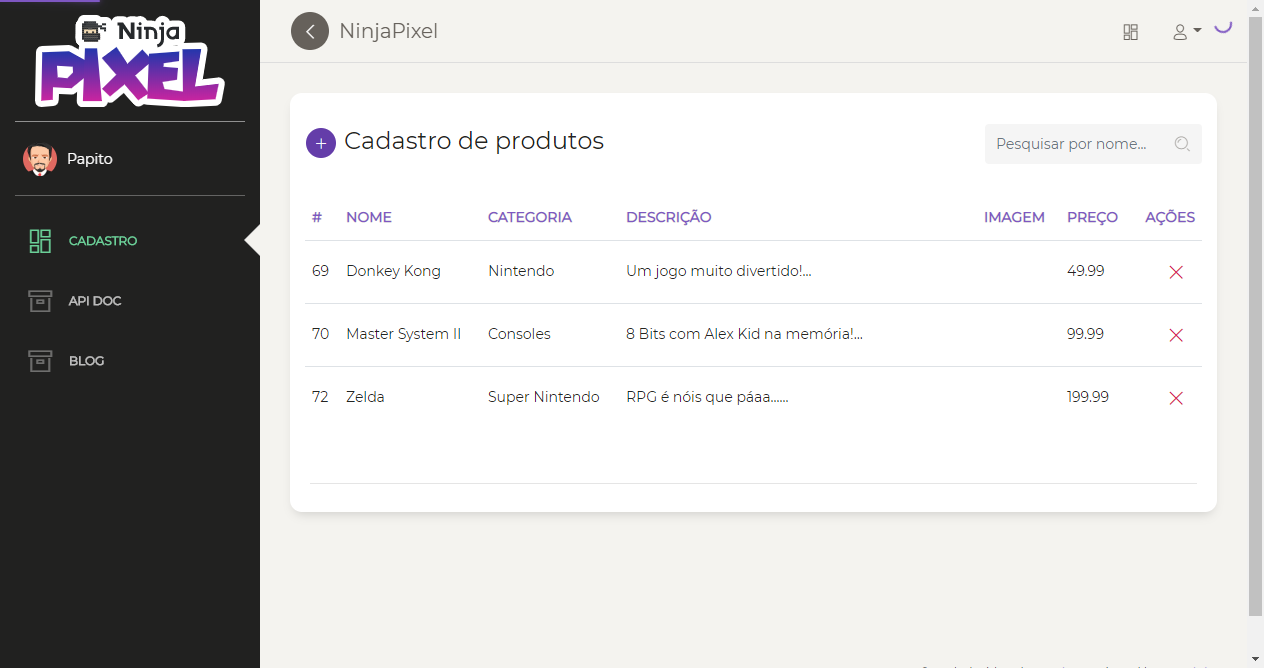 Ninja
PIXEL
NinjaPixel
Papito
CADASTRO
API DOC
BLOG
+ Cadastro de produtos
Pesquisar por nome...
# NOME CATEGORIA DESCRIÇÃO IMAGEM PREÇO AÇÕES
69 Donkey Kong Nintendo Um jogo muito divertido!... 49.99
70 Master System II Consoles 8 Bits com Alex Kid na memória!... 99.99
72 Zelda Super Nintendo RPG é nóis que páaa...... 199.99